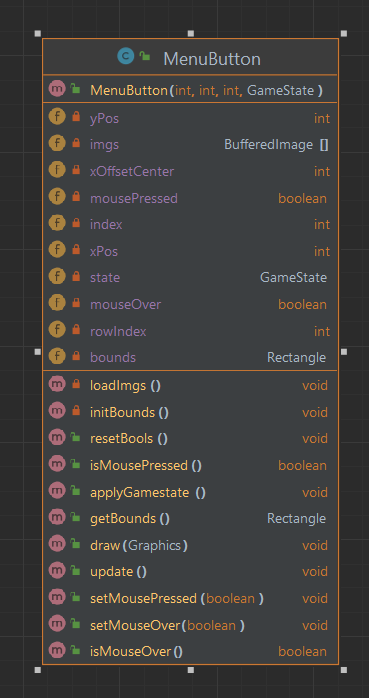 C MenuButton
m MenuButton(int, int, int, GameState)
f yPos int
f imgs BufferedImage []
f xOffsetCenter int
f mousePressed boolean
f index int
f xPos int
f state GameState
f mouseOver boolean
f rowIndex int
f bounds Rectangle
m loadImgs () void
m initBounds () void
m resetBools () void
m isMousePressed () boolean
m applyGamestate () void
m getBounds () Rectangle
m draw (Graphics) void
m update () void
m setMousePressed (boolean ) void
m setMouseOver (boolean ) void
m isMouseOver () boolean